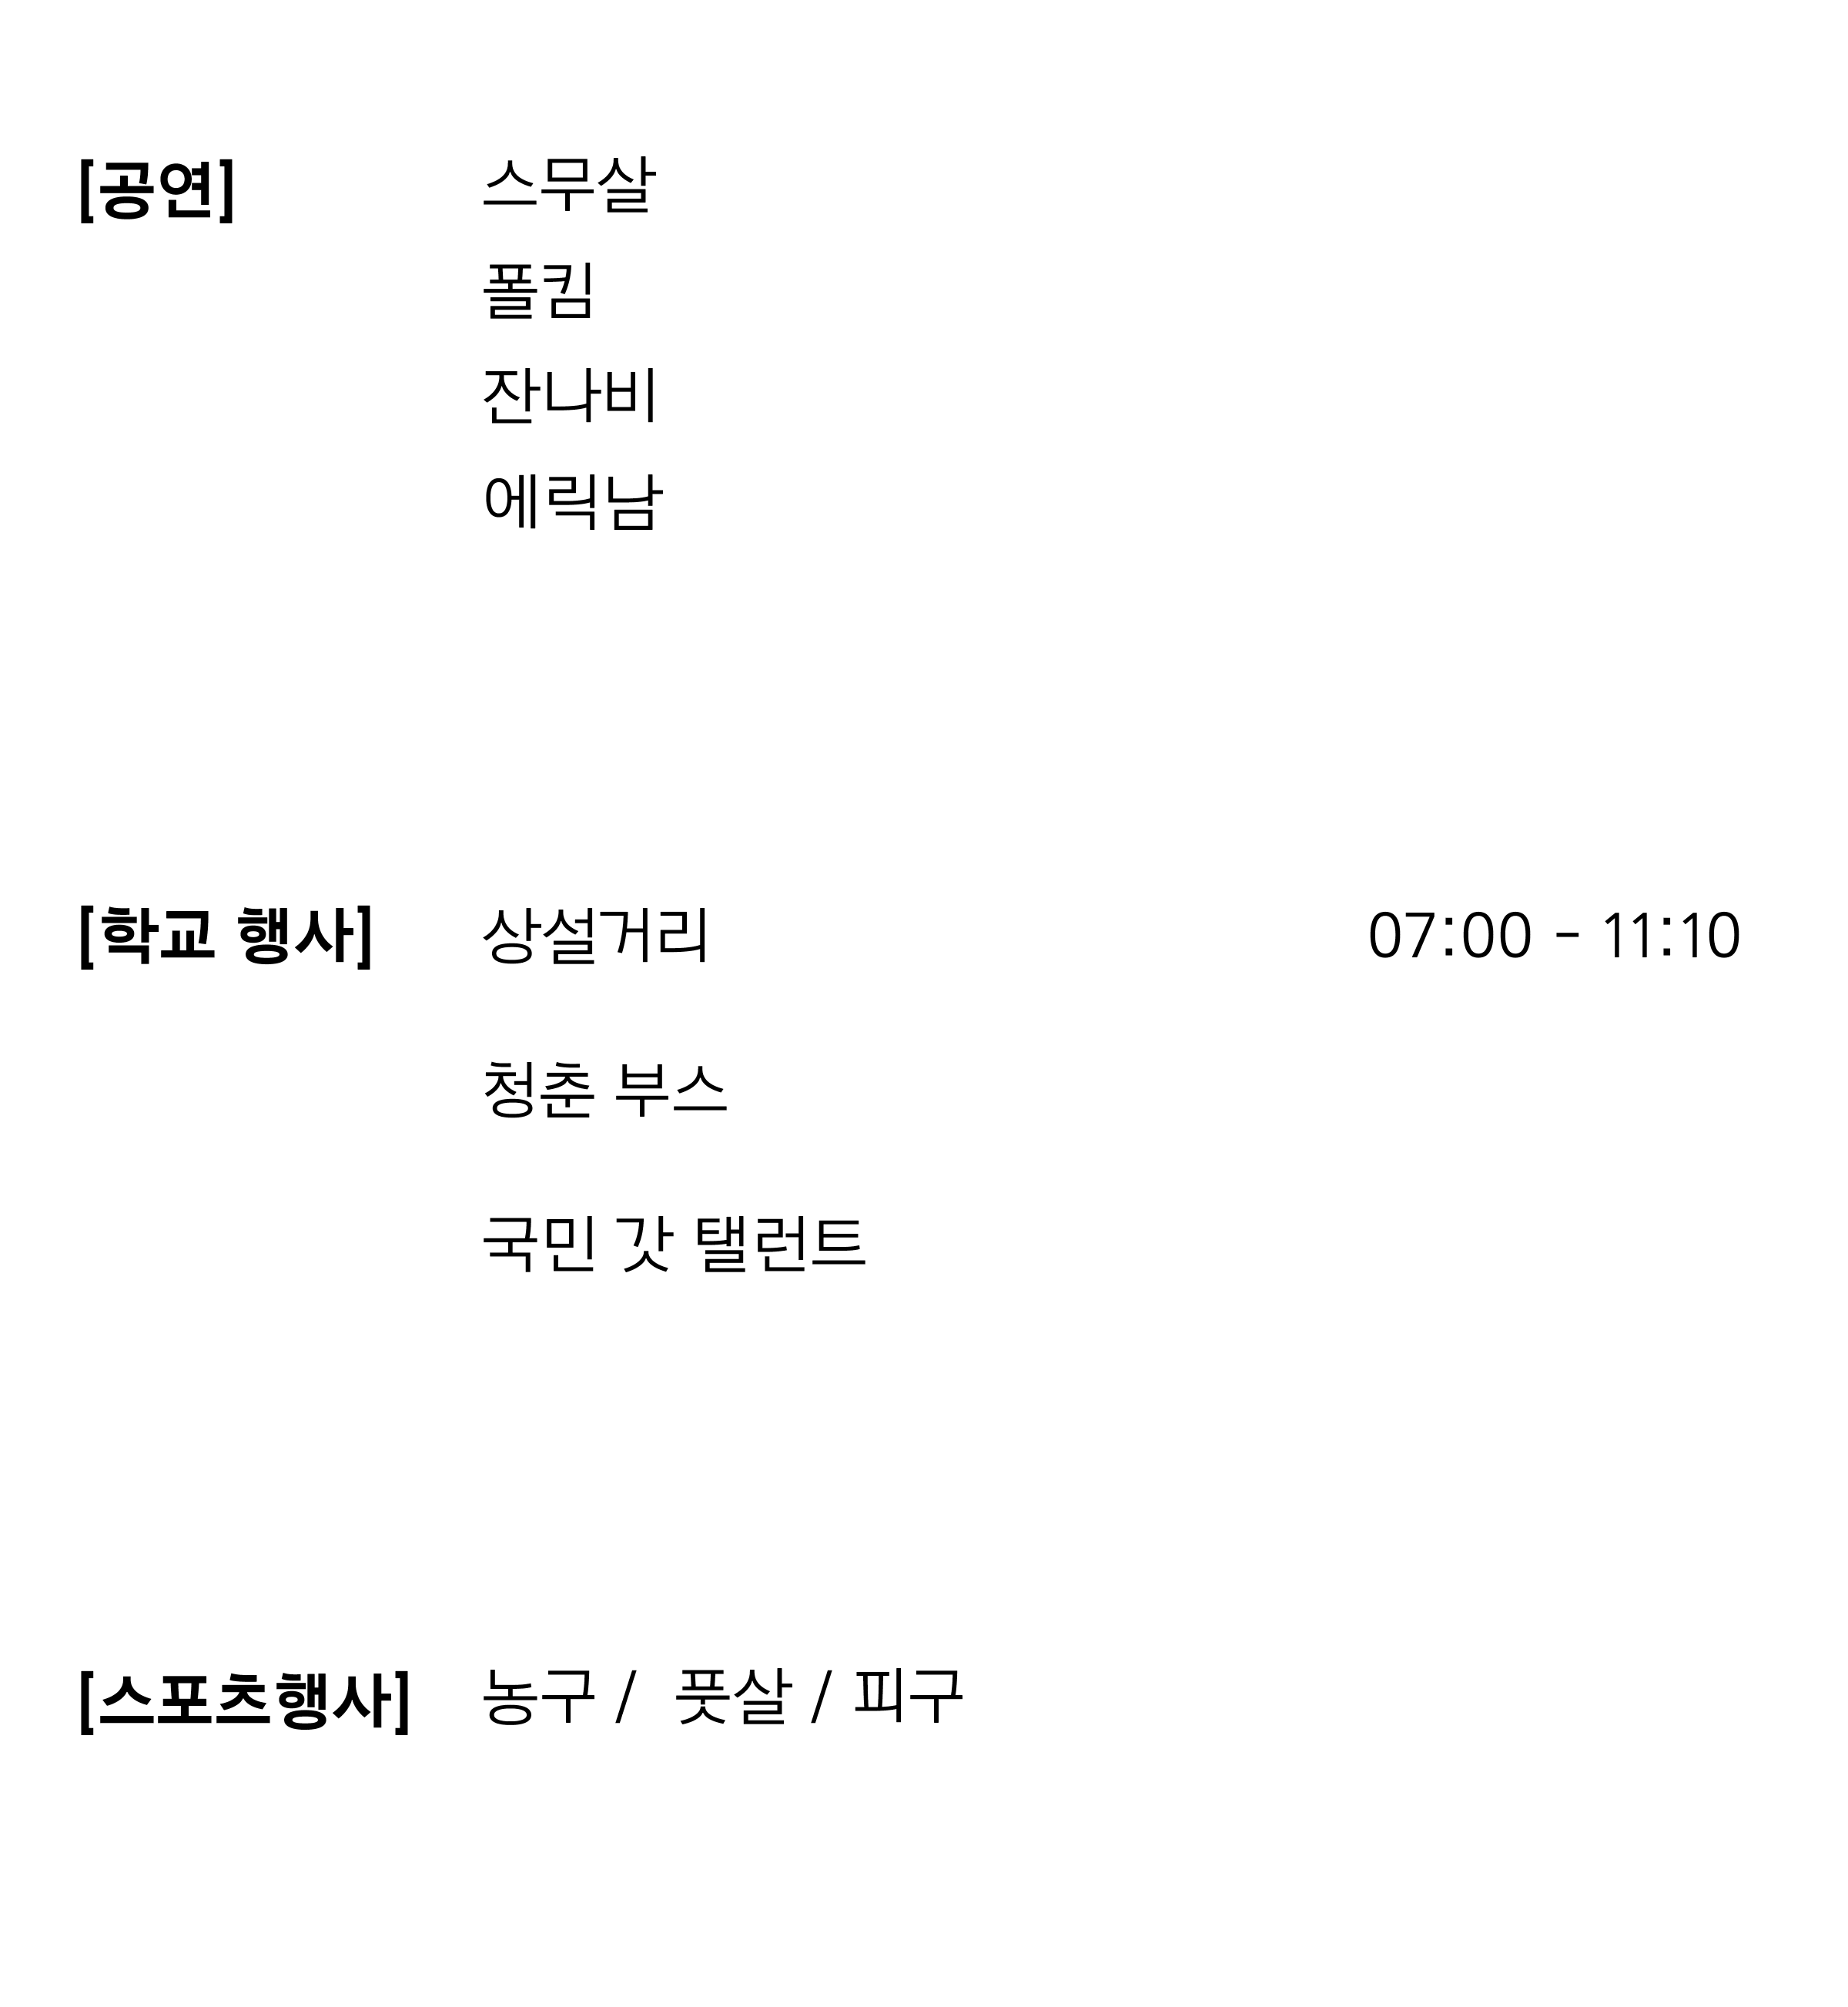 [공연] 스무살
폴킴
잔나비
에릭남
[학교 행사] 상설거리 07:00 - 11:10
청춘 부스
국민 갓 탤런트
[스포츠행사] 농구 / 풋살 / 피구